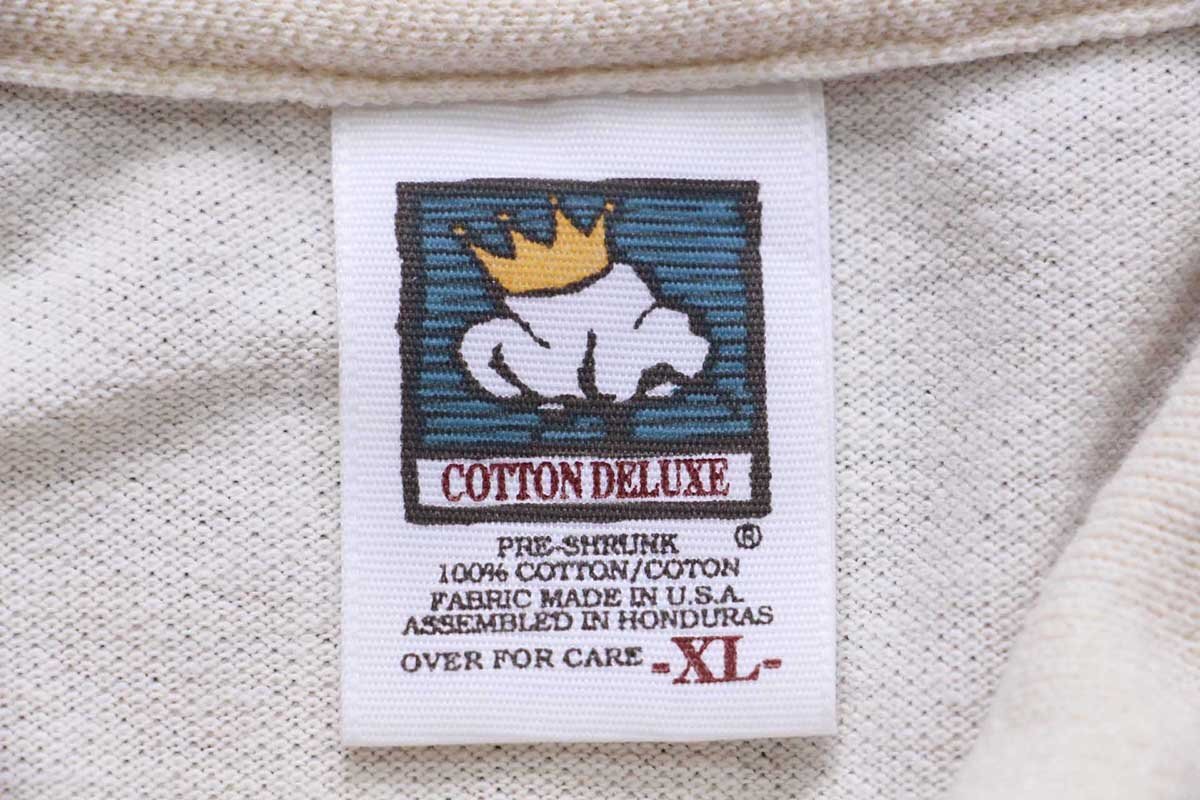 COTTON DELUXE
®
PRE-SHRUNK
100% COTTON/COTON
FABRIC MADE IN U.S.A.
ASSEMBLED IN HONDURAS
OVER FOR CARE -XL-